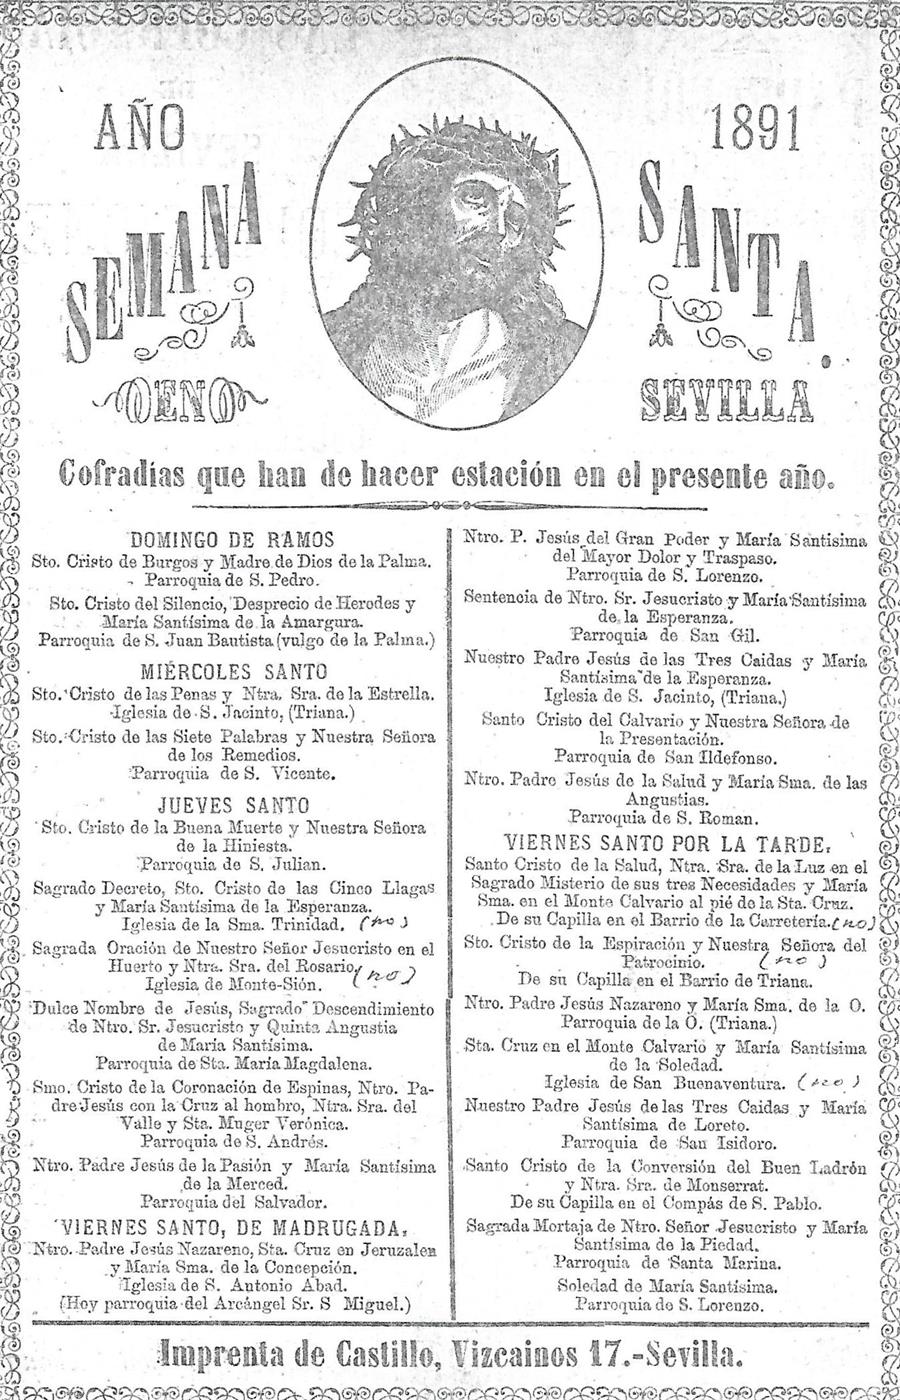 AÑO 1891
SEMANA SANTA.
EN SEVILLA
Cofradías que han de hacer estación en el presente año.
DOMINGO DE RAMOS
Sto. Cristo de Burgos y Madre de Dios de la Palma.
Parroquia de S. Pedro.
Sto. Cristo del Silencio, Desprecio de Herodes y
María Santísima de la Amargura.
Parroquia de S. Juan Bautista (vulgo de la Palma.)
MIÉRCOLES SANTO
Sto. Cristo de las Penas y Ntra. Sra. de la Estrella.
Iglesia de S. Jacinto, (Triana.)
Sto. Cristo de las Siete Palabras y Nuestra Señora
de los Remedios.
Parroquia de S. Vicente.
JUEVES SANTO
Sto. Cristo de la Buena Muerte y Nuestra Señora
de la Hiniesta.
Parroquia de S. Julian.
Sagrado Decreto, Sto. Cristo de las Cinco Llagas
y María Santísima de la Esperanza.
Iglesia de la Sma. Trinidad. (no)
Sagrada Oración de Nuestro Señor Jesucristo en el
Huerto y Ntra. Sra. del Rosario.
Iglesia de Monte-Sión. (no)
Dulce Nombre de Jesús, Sagrado Descendimiento
de Ntro. Sr. Jesucristo y Quinta Angustia
de María Santísima.
Parroquia de Sta. María Magdalena.
Smo. Cristo de la Coronación de Espinas, Ntro. Pa-
dre Jesús con la Cruz al hombro, Ntra. Sra. del
Valle y Sta. Muger Verónica.
Parroquia de S. Andrés.
Ntro. Padre Jesús de la Pasión y María Santísima
de la Merced.
Parroquia del Salvador.
VIERNES SANTO, DE MADRUGADA.
Ntro. Padre Jesús Nazareno, Sta. Cruz en Jeruzalen
y María Sma. de la Concepción.
Iglesia de S. Antonio Abad.
(Hoy parroquia del Arcángel Sr. S Miguel.)
Ntro. P. Jesús del Gran Poder y María Santisima
del Mayor Dolor y Traspaso.
Parroquia de S. Lorenzo.
Sentencia de Ntro. Sr. Jesucristo y María Santísima
de la Esperanza.
Parroquia de San Gil.
Nuestro Padre Jesús de las Tres Caidas y María
Santísima de la Esperanza.
Iglesia de S. Jacinto, (Triana.)
Santo Cristo del Calvario y Nuestra Señora de
la Presentación.
Parroquia de San Ildefonso.
Ntro. Padre Jesús de la Salud y María Sma. de las
Angustias.
Parroquia de S. Roman.
VIERNES SANTO POR LA TARDE.
Santo Cristo de la Salud, Ntra. Sra. de la Luz en el
Sagrado Misterio de sus tres Necesidades y María
Sma. en el Monte Calvario al pié de la Sta. Cruz.
De su Capilla en el Barrio de la Carretería. (no)
Sto. Cristo de la Espiración y Nuestra Señora del
Patrocinio. (no)
De su Capilla en el Barrio de Triana.
Ntro. Padre Jesús Nazareno y María Sma. de la O.
Parroquia de la O. (Triana.)
Sta. Cruz en el Monte Calvario y María Santísima
de la Soledad.
Iglesia de San Buenaventura. (no)
Nuestro Padre Jesús de las Tres Caidas y María
Santísima de Loreto.
Parroquia de San Isidoro.
Santo Cristo de la Conversión del Buen Ladrón
y Ntra. Sra. de Monserrat.
De su Capilla en el Compás de S. Pablo.
Sagrada Mortaja de Ntro. Señor Jesucristo y María
Santísima de la Piedad.
Parroquia de Santa Marina.
Soledad de María Santísima.
Parroquia de S. Lorenzo.
Imprenta de Castillo, Vizcainos 17.-Sevilla.